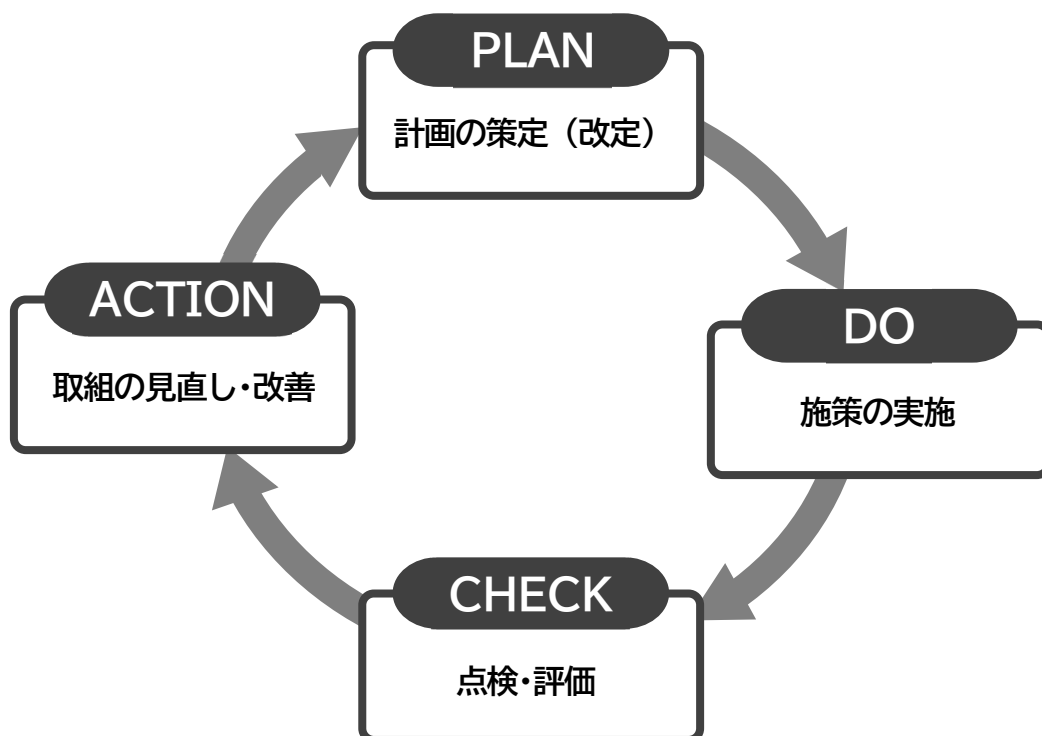 PLAN
計画の策定（改定）
DO
施策の実施
CHECK
点検・評価
ACTION
取組の見直し・改善